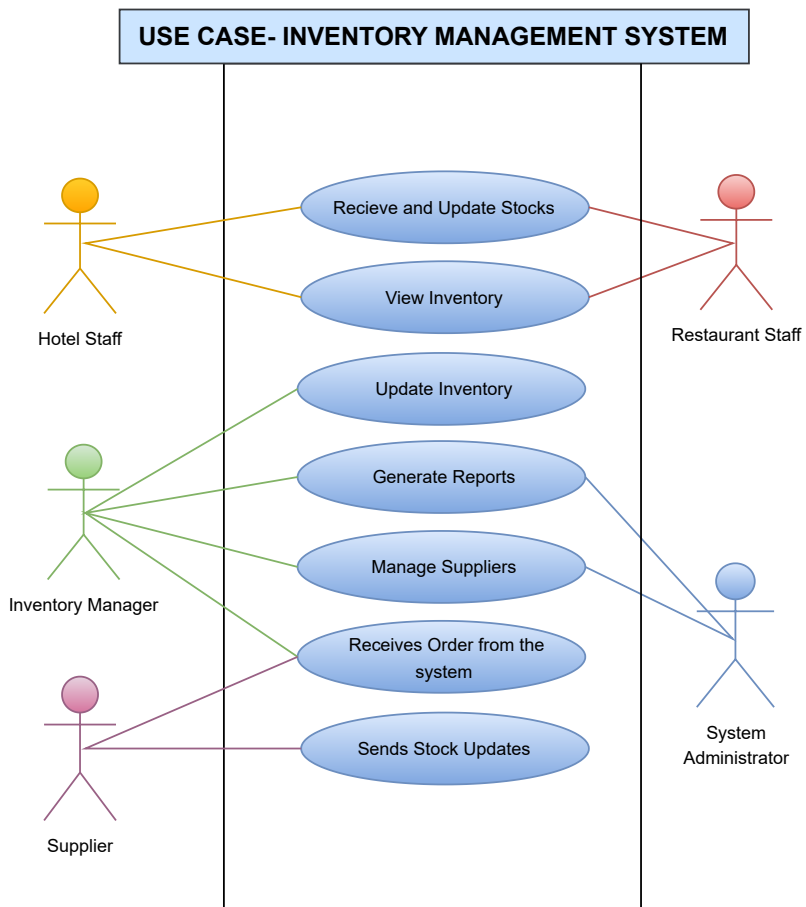 USE CASE- INVENTORY MANAGEMENT SYSTEM
Recieve and Update Stocks
View Inventory
Hotel Staff
Restaurant Staff
Update Inventory
Generate Reports
Manage Suppliers
Inventory Manager
Receives Order from the
system
System
Administrator
Sends Stock Updates
Supplier